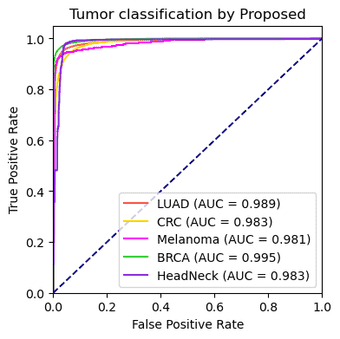 Tumor classification by Proposed
True Positive Rate
1.0
0.8
0.6
0.4
0.2
0.0
LUAD (AUC = 0.989)
CRC (AUC = 0.983)
Melanoma (AUC = 0.981)
BRCA (AUC = 0.995)
HeadNeck (AUC = 0.983)
0.0 0.2 0.4 0.6 0.8 1.0
False Positive Rate